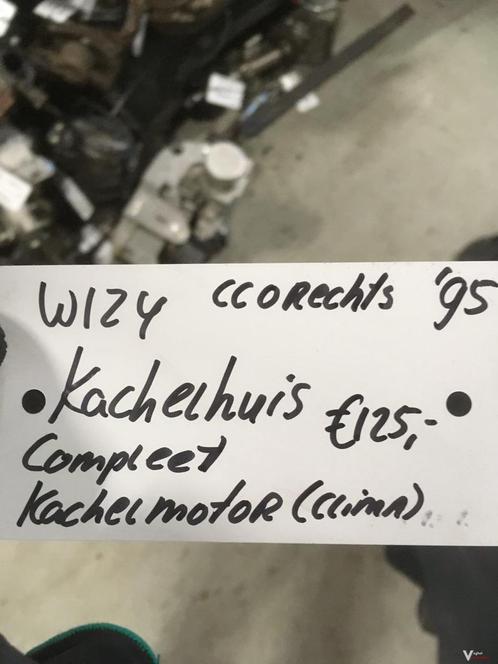 W124 CCORechts '95
Kachelhuis €125,-
Compleet
Kachelmotor (Clima)